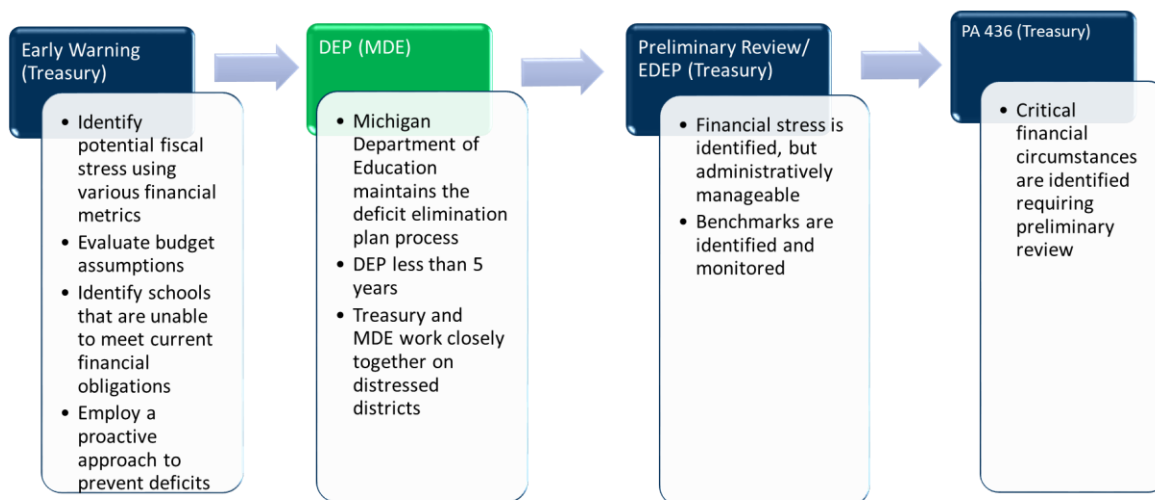 Early Warning
(Treasury)
• Identify
potential fiscal
stress using
various financial
metrics
• Evaluate budget
assumptions
• Identify schools
that are unable
to meet current
financial
obligations
• Employ a
proactive
approach to
prevent deficits
DEP (MDE)
• Michigan
Department of
Education
maintains the
deficit elimination
plan process
• DEP less than 5
years
• Treasury and
MDE work closely
together on
distressed
districts
Preliminary Review/
EDEP (Treasury)
• Financial stress is
identified, but
administratively
manageable
• Benchmarks are
identified and
monitored
PA 436 (Treasury)
• Critical
financial
circumstances
are identified
requiring
preliminary
review